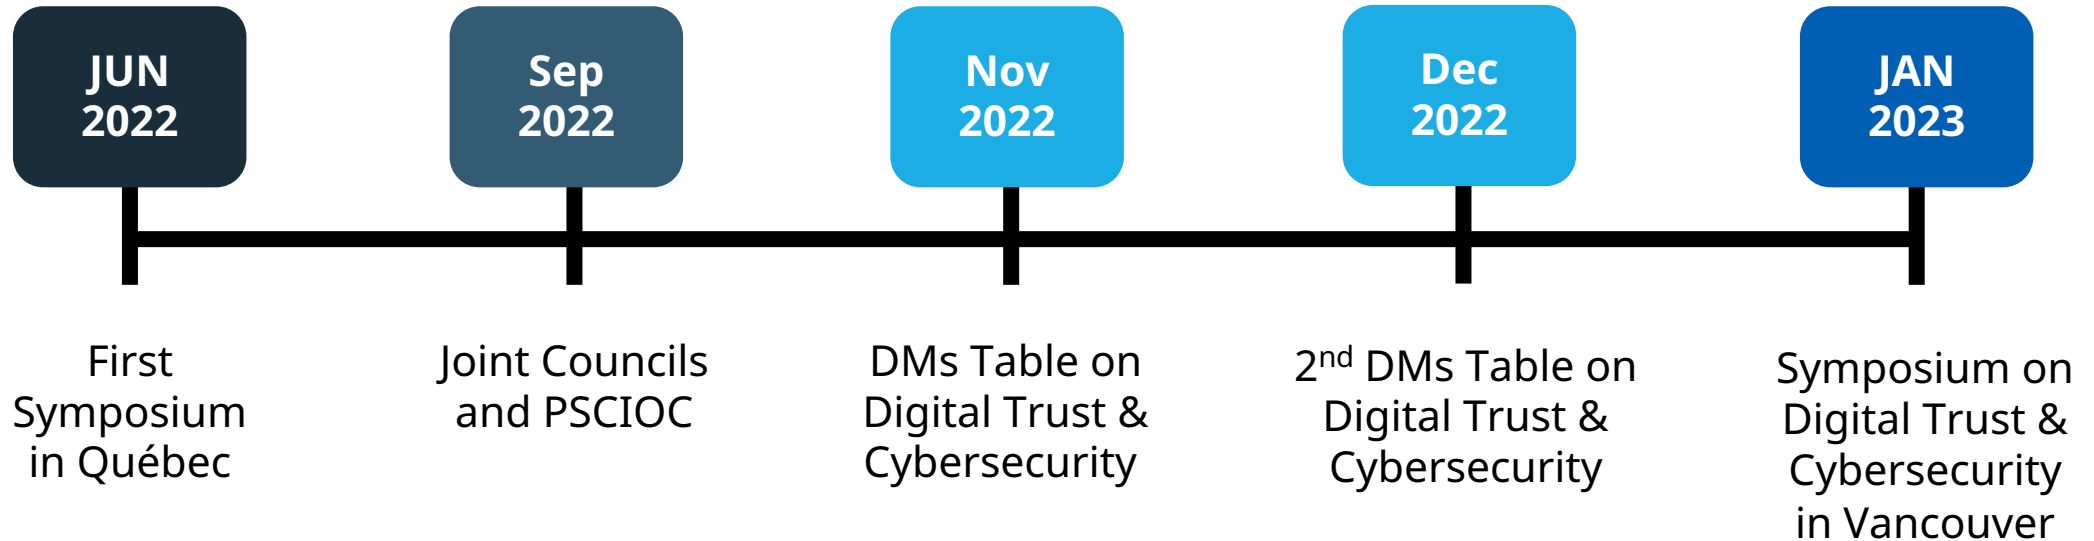 JUN
2022
Sep
2022
Nov
2022
Dec
2022
JAN
2023
First
Symposium
in Québec
Joint Councils
and PSCIOC
DMs Table on
Digital Trust &
Cybersecurity
2nd DMs Table on
Digital Trust &
Cybersecurity
Symposium on
Digital Trust &
Cybersecurity
in Vancouver